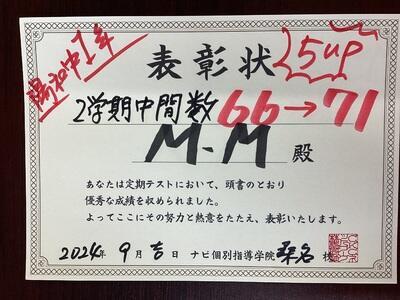 陽和中1年
表彰状
5up
2学期中間数 66→71
M.M 殿
あなたは定期テストにおいて、頭書のとおり
優秀な成績を収められました。
よってここにその努力と熱意をたたえ、表彰いたします。
2024年 9月 吉日 ナビ個別指導学院 桑名 校